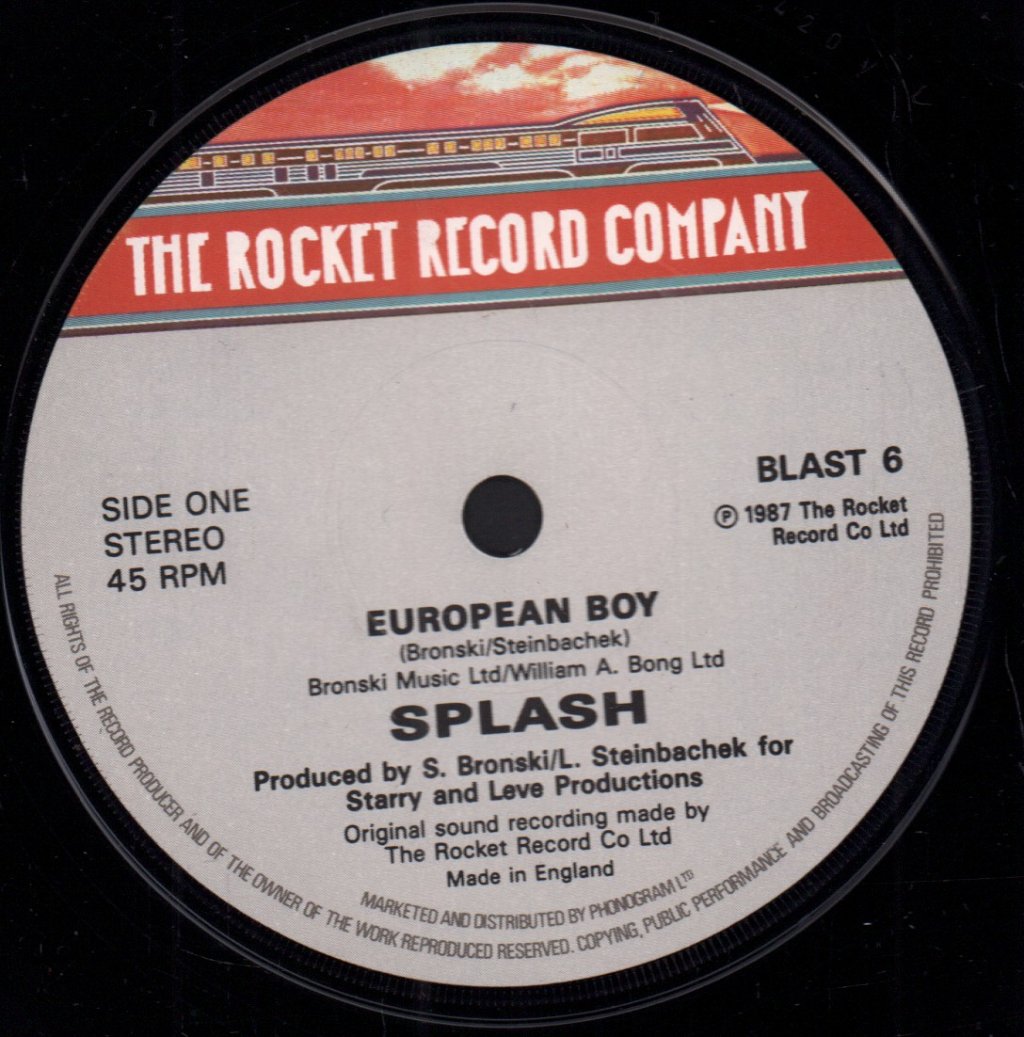 THE ROCKET RECORD COMPANY
SIDE ONE
STEREO
45 RPM
BLAST 6
Ⓟ 1987 The Rocket
Record Co Ltd
EUROPEAN BOY
(Bronski/Steinbachek)
Bronski Music Ltd/William A. Bong Ltd
SPLASH
Produced by S. Bronski/L. Steinbachek for
Starry and Leve Productions
Original sound recording made by
The Rocket Record Co Ltd
Made in England
MARKETED AND DISTRIBUTED BY PHONOGRAM LTD
ALL RIGHTS OF THE RECORD PRODUCER AND OF THE OWNER OF THE WORK REPRODUCED RESERVED. COPYING, PUBLIC PERFORMANCE AND BROADCASTING OF THIS RECORD PROHIBITED